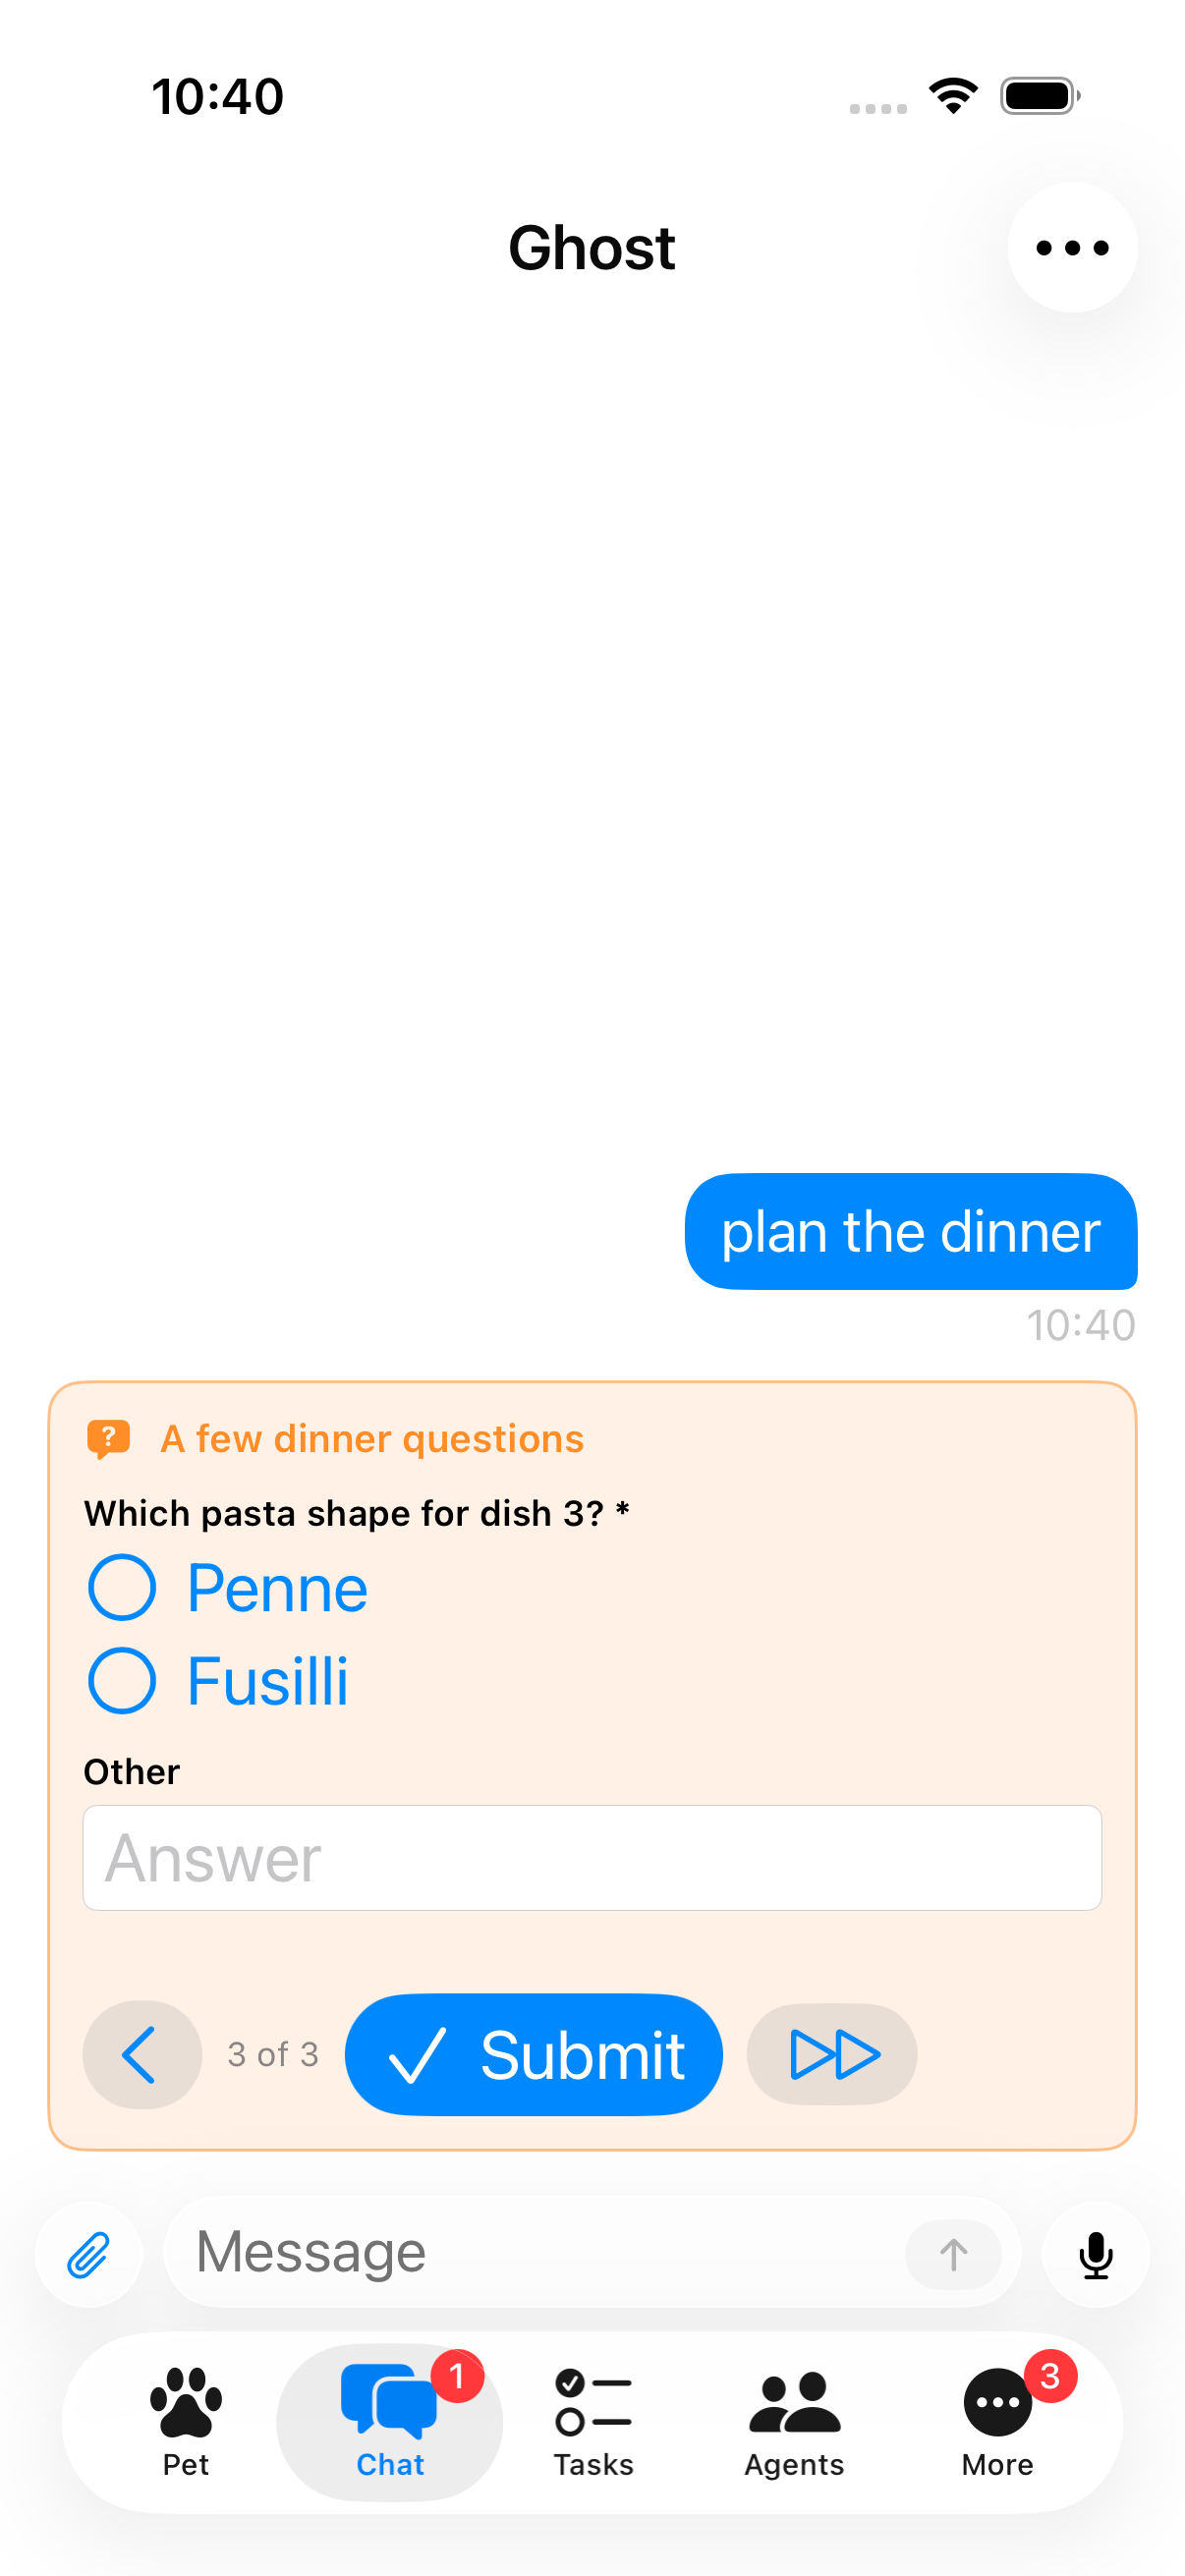 10:40
Ghost
plan the dinner
10:40
A few dinner questions
Which pasta shape for dish 3? *
Penne
Fusilli
Other
Answer
3 of 3
Submit
Message
1
3
Pet
Chat
Tasks
Agents
More